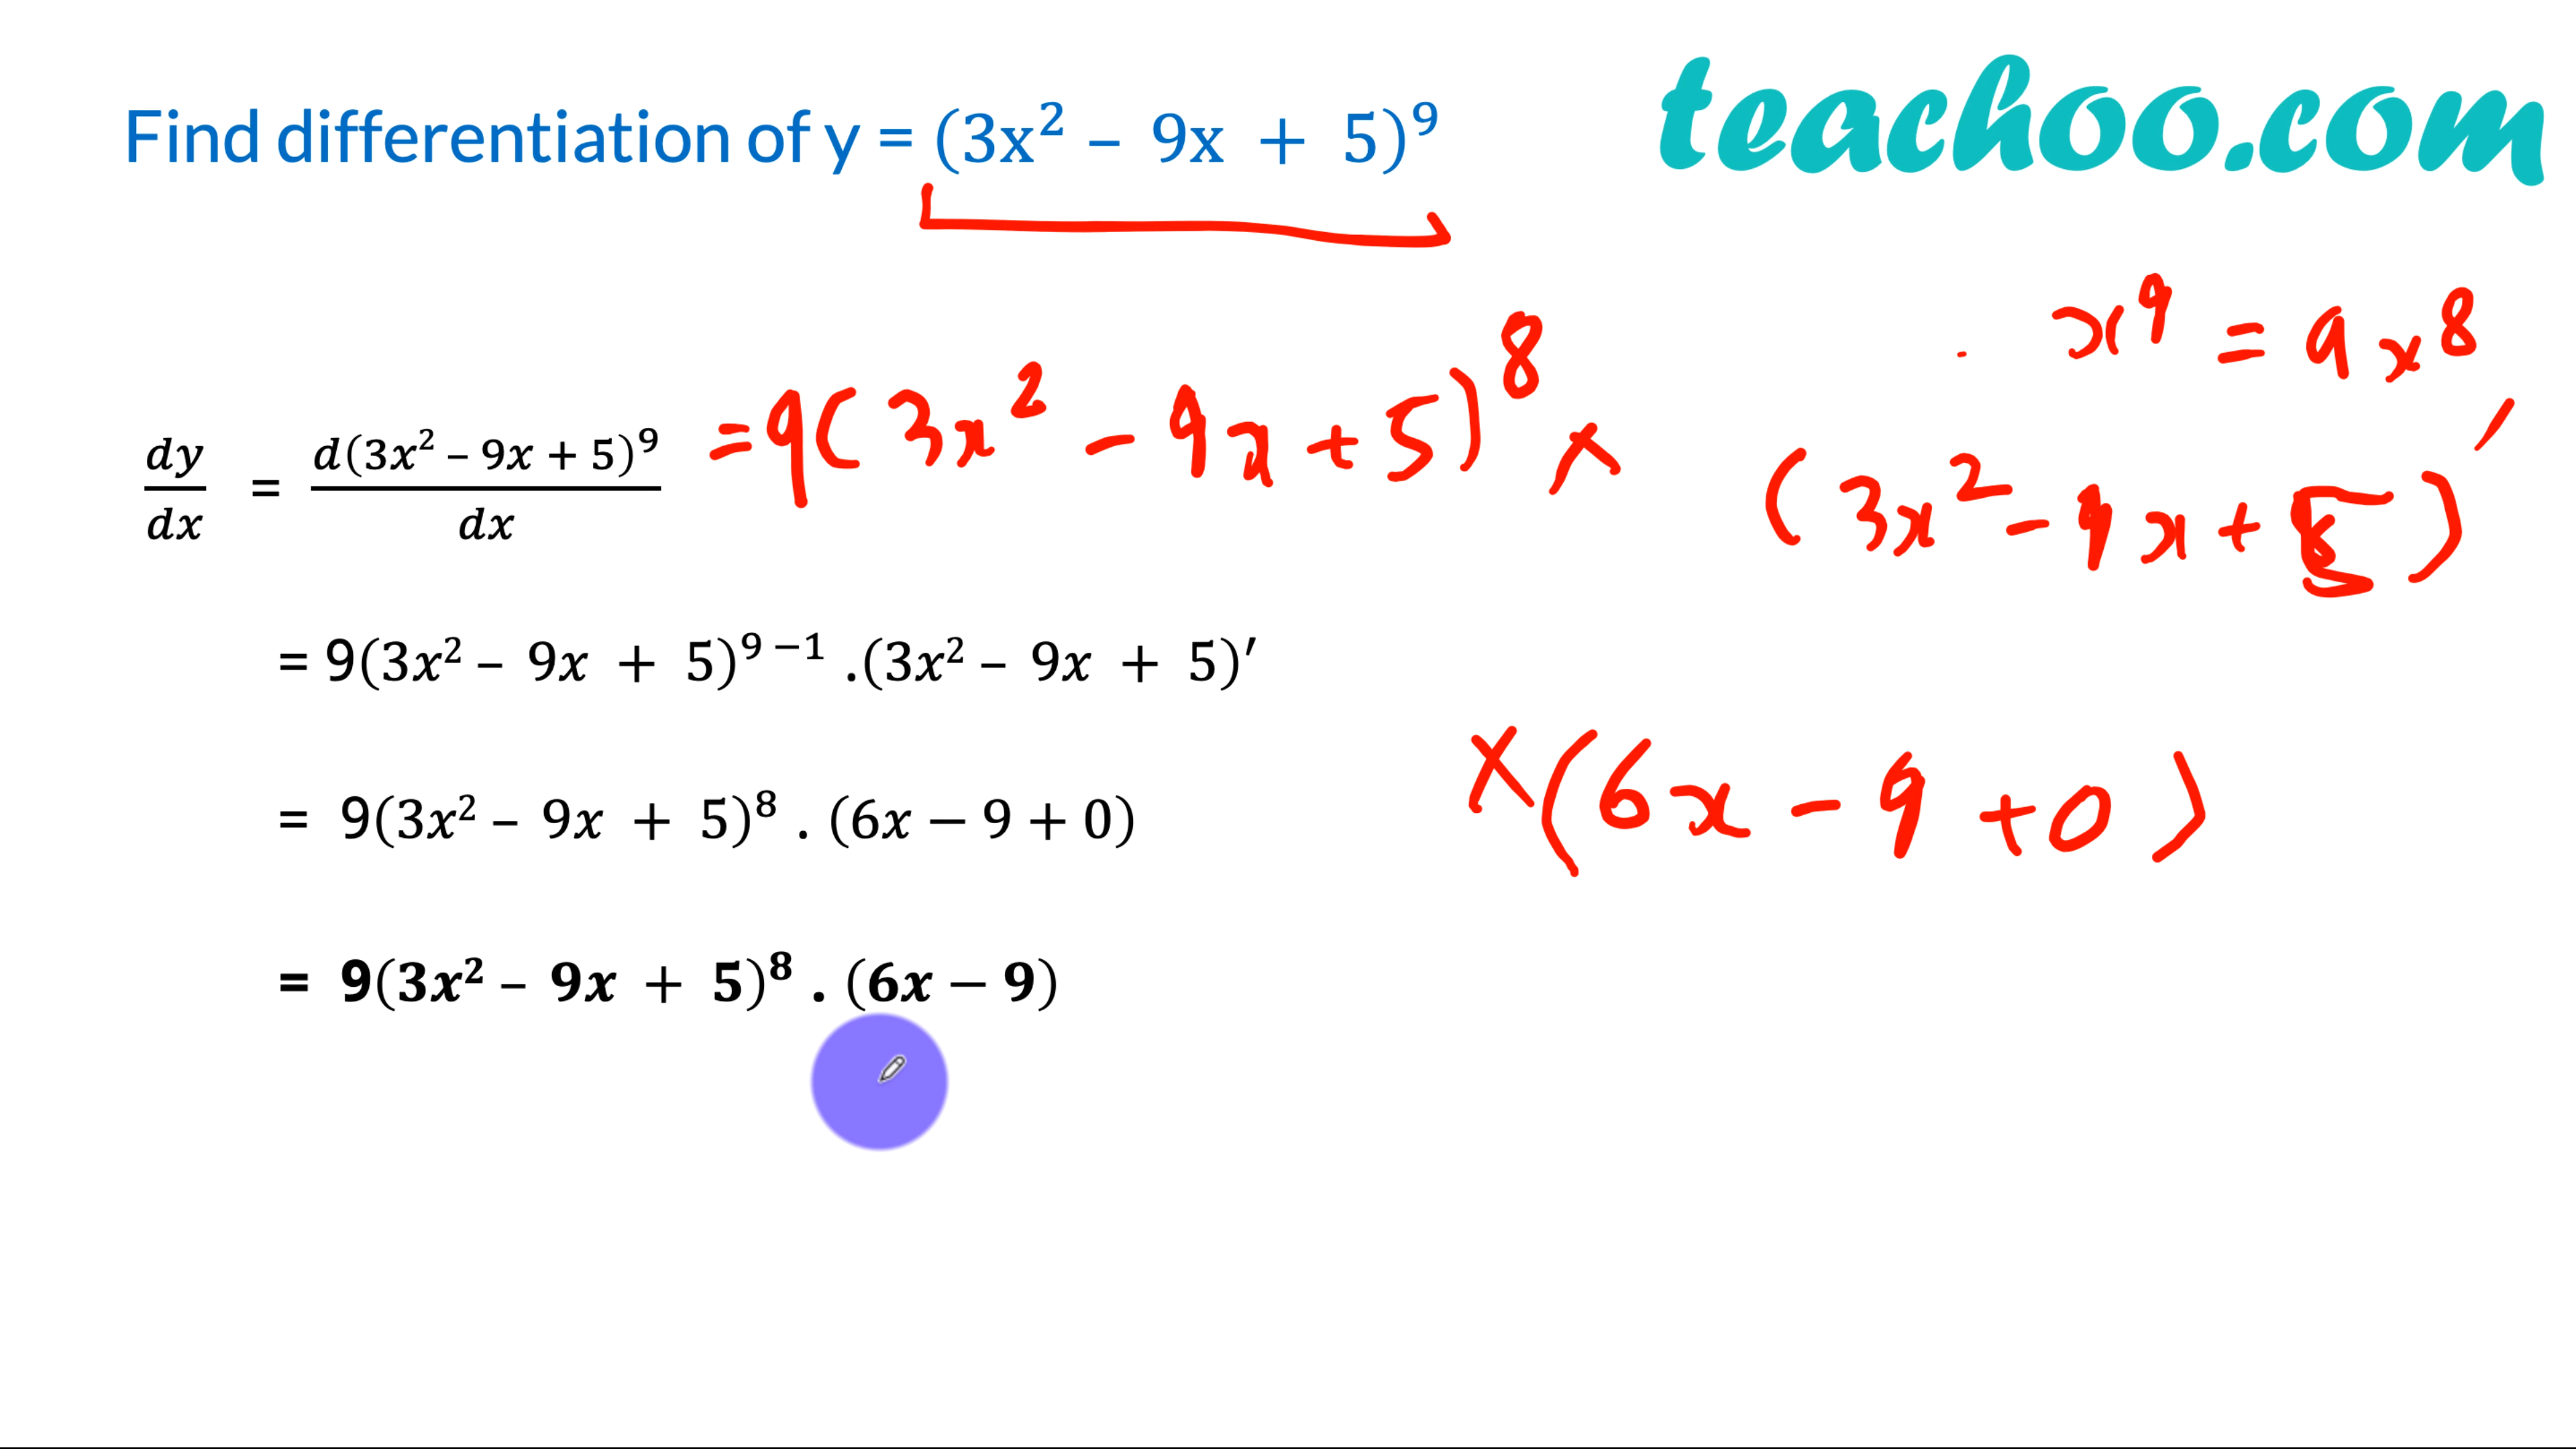 Find differentiation of y = (3x² – 9x + 5)⁹
teachoo.com
x⁹ = 9x⁸
dy/dx = d(3x² – 9x + 5)⁹/dx
=9(3x² – 9x + 5)⁸ ×
(3x² – 9x + 5)′
= 9(3x² – 9x + 5)⁹ ⁻¹ .(3x² – 9x + 5)′
= 9(3x² – 9x + 5)⁸ . (6x − 9 + 0)
×(6x – 9 + 0)
= 9(3x² – 9x + 5)⁸ . (6x − 9)